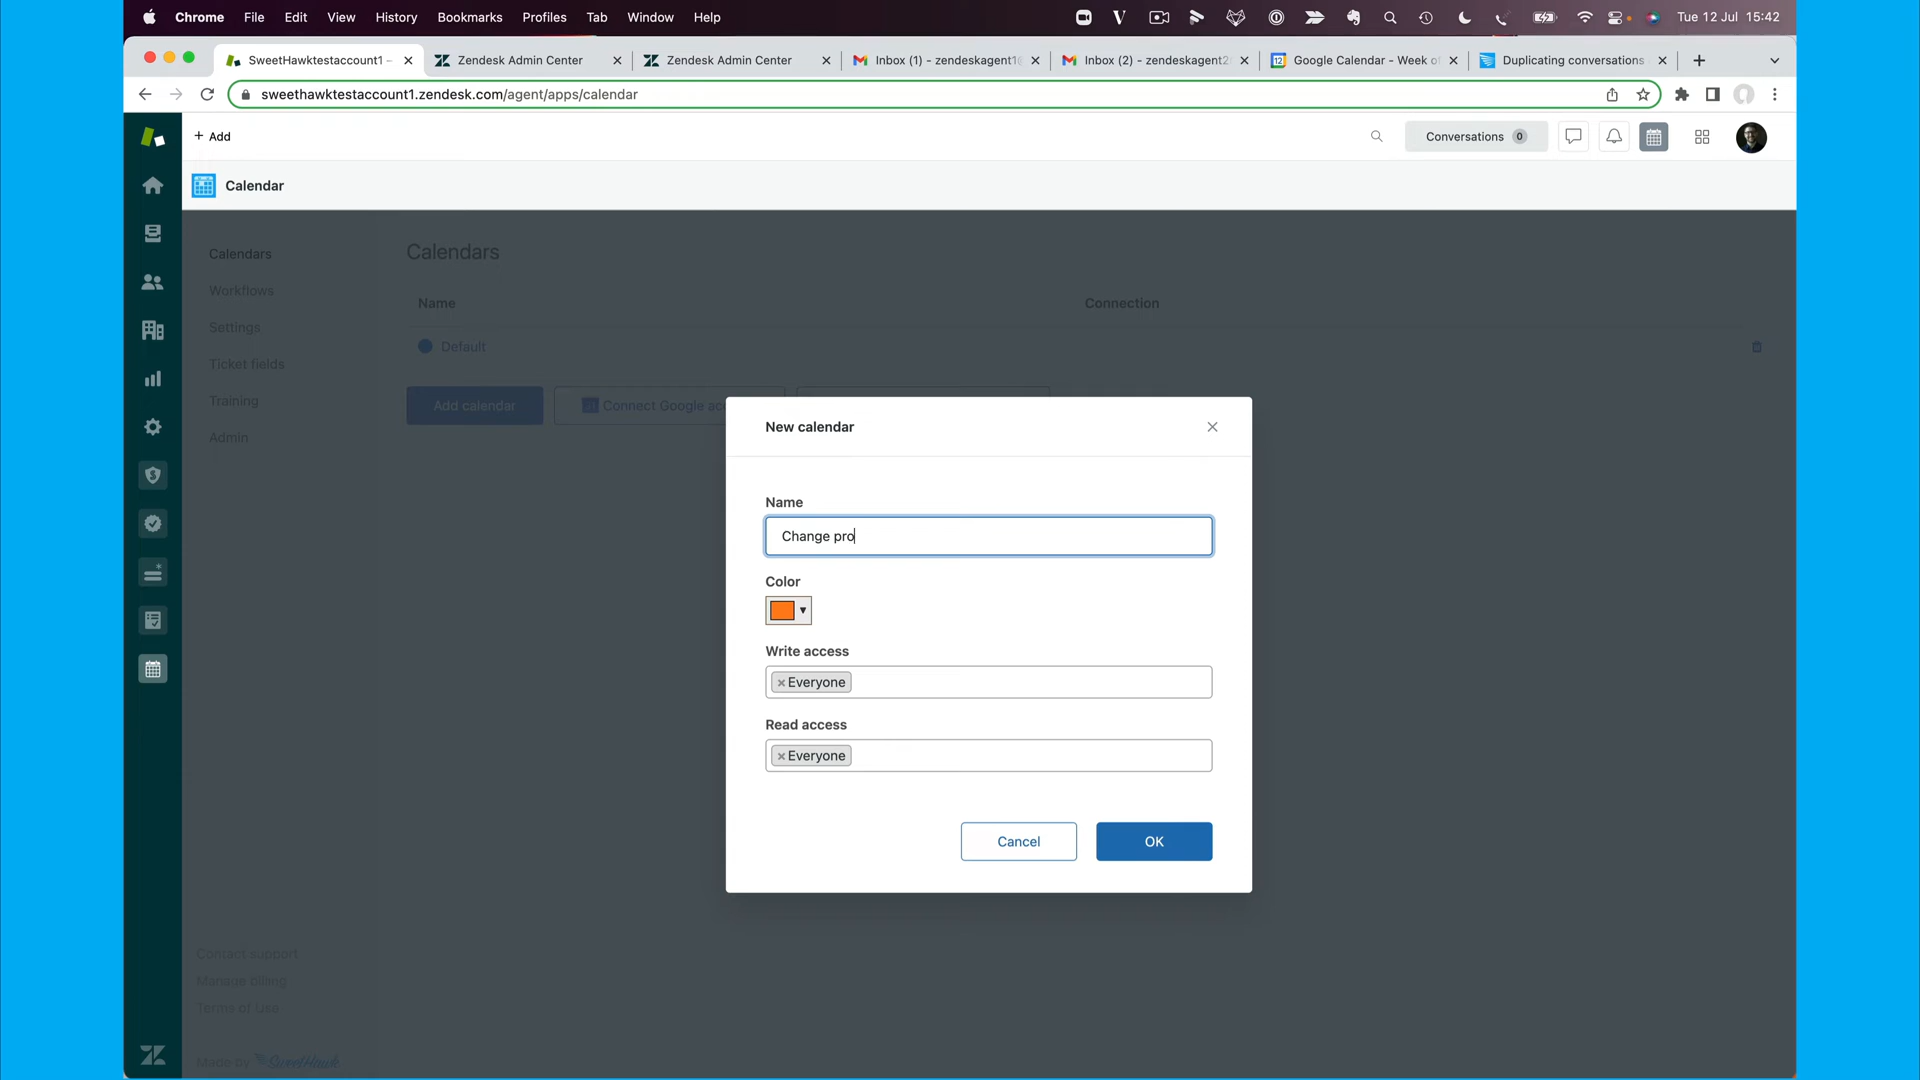 Chrome File Edit View History Bookmarks Profiles Tab Window Help Tue 12 Jul 15:42
SweetHawktestaccount1 – Zendesk Admin Center Zendesk Admin Center Inbox (1) - zendeskagent1 Inbox (2) - zendeskagent2 Google Calendar - Week of Duplicating conversations
sweethawktestaccount1.zendesk.com/agent/apps/calendar
+ Add Conversations 0
Calendar
Calendars
Workflows
Settings
Ticket fields
Training
Admin
Calendars
Name Connection
Default
Add calendar Connect Google acc
New calendar
Name
Change pro
Color
Write access
×Everyone
Read access
×Everyone
Cancel OK
Contact support
Manage billing
Terms of Use
Made by SweetHawk